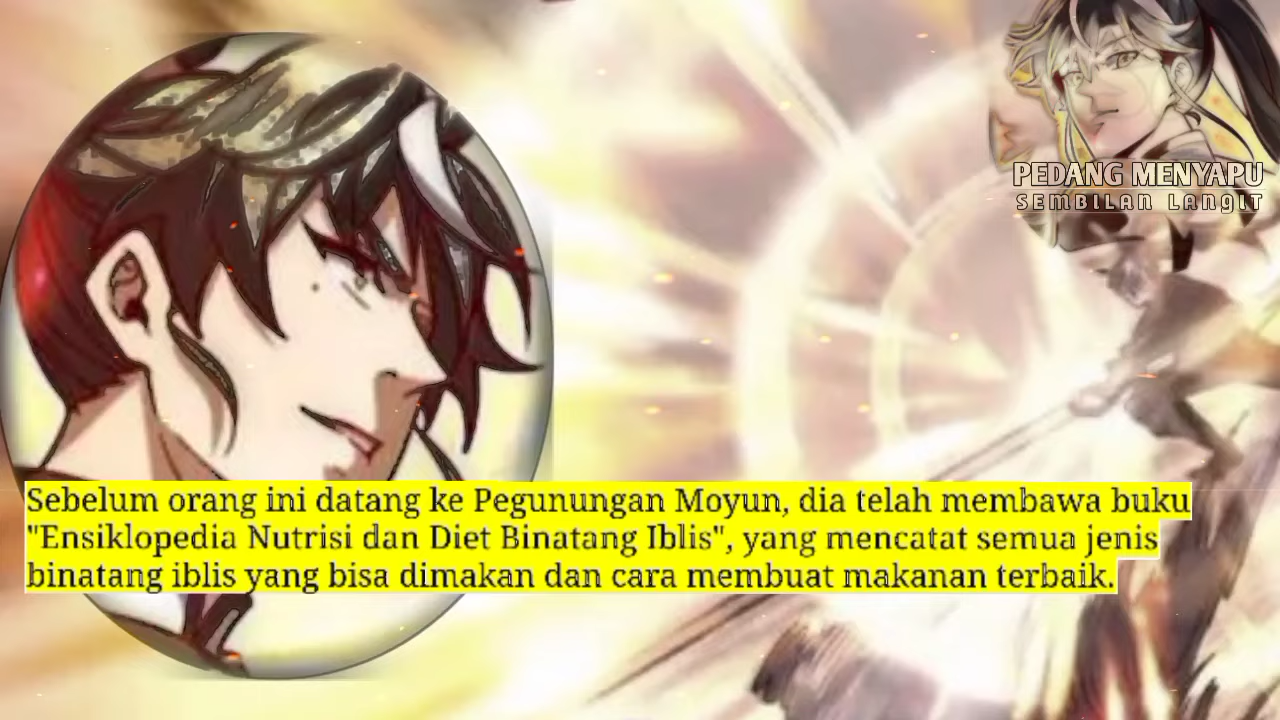 PEDANG MENYAPU
SEMBILAN LANGIT
Sebelum orang ini datang ke Pegunungan Moyun, dia telah membawa buku
"Ensiklopedia Nutrisi dan Diet Binatang Iblis", yang mencatat semua jenis
binatang iblis yang bisa dimakan dan cara membuat makanan terbaik.